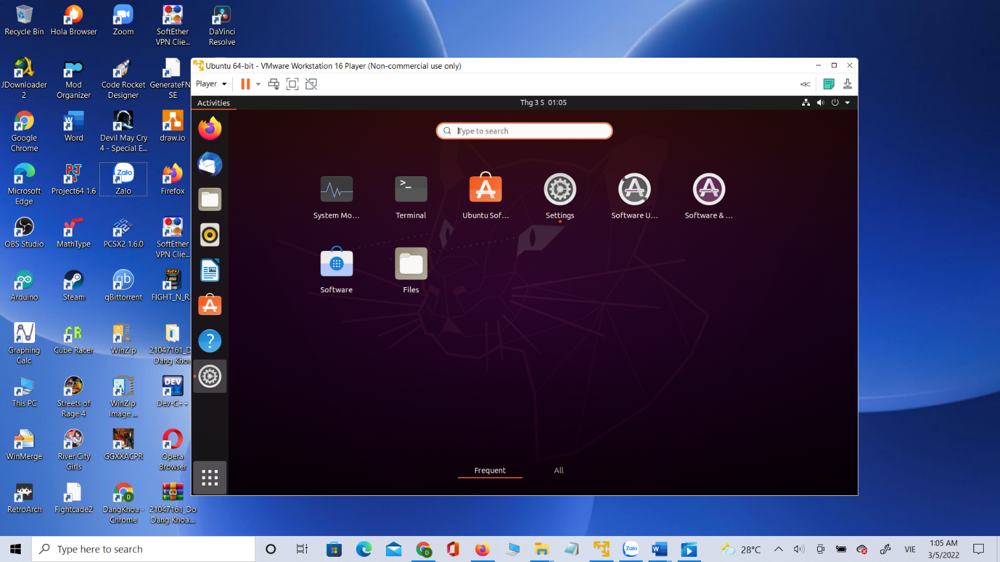 Recycle Bin
Hola Browser
Zoom
SoftEther
VPN Clie...
DaVinci
Resolve
JDownloader
2
Mod
Organizer
Code Rocket
Designer
GenerateFN
SE
Google
Chrome
Word
Devil May Cry
4 - Special E...
draw.io
Microsoft
Edge
Project64 1.6
Zalo
Firefox
OBS Studio
MathType
PCSX2 1.6.0
SoftEther
VPN Clie...
Arduino
Steam
qBittorrent
FIGHT_N_R.
Graphing
Calc
Cube Racer
WinZip
21047161_D
Dang Khoa
This PC
Streets of
Rage 4
WinZip
Image ...
Dev-C++
WinMerge
River City
Girls
GGXXACPR
Opera
Browser
RetroArch
Fightcade2
DangKhoa -
Chrome
21047161_Do
Dang Khoa....
Ubuntu 64-bit - VMware Workstation 16 Player (Non-commercial use only)
Player
Activities
Thg 3 5 01:05
Type to search
System Mo...
Terminal
Ubuntu Sof...
Settings
Software U...
Software & ...
Software
Files
Frequent
All
Type here to search
28°C
VIE
1:05 AM
3/5/2022